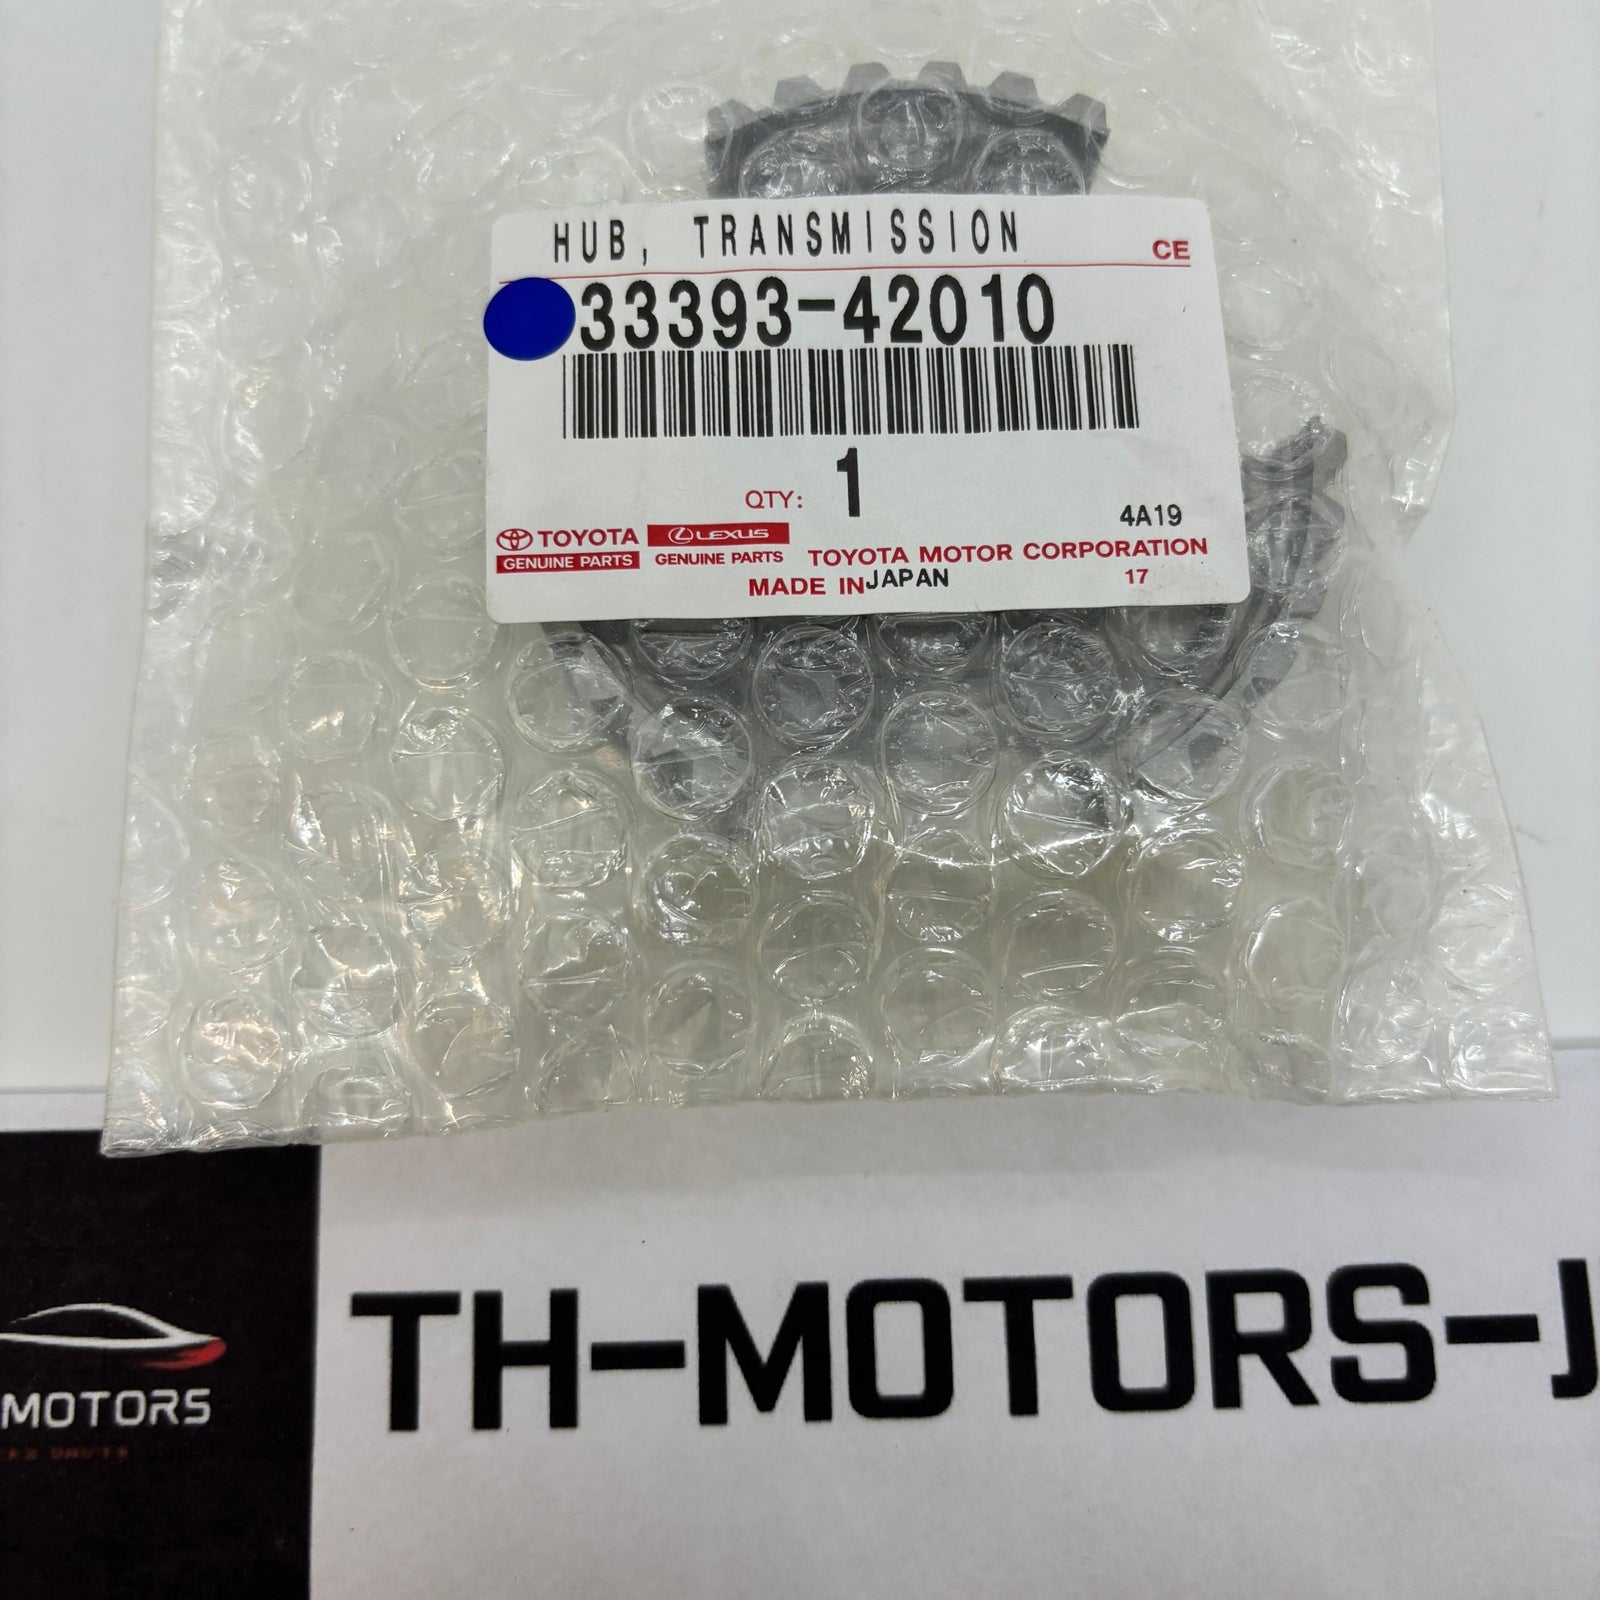 HUB, TRANSMISSION
CE
33393-42010
QTY: 1
4A19
TOYOTA
GENUINE PARTS
LEXUS
GENUINE PARTS
TOYOTA MOTOR CORPORATION
MADE IN JAPAN
17
TH-MOTORS-J
MOTORS